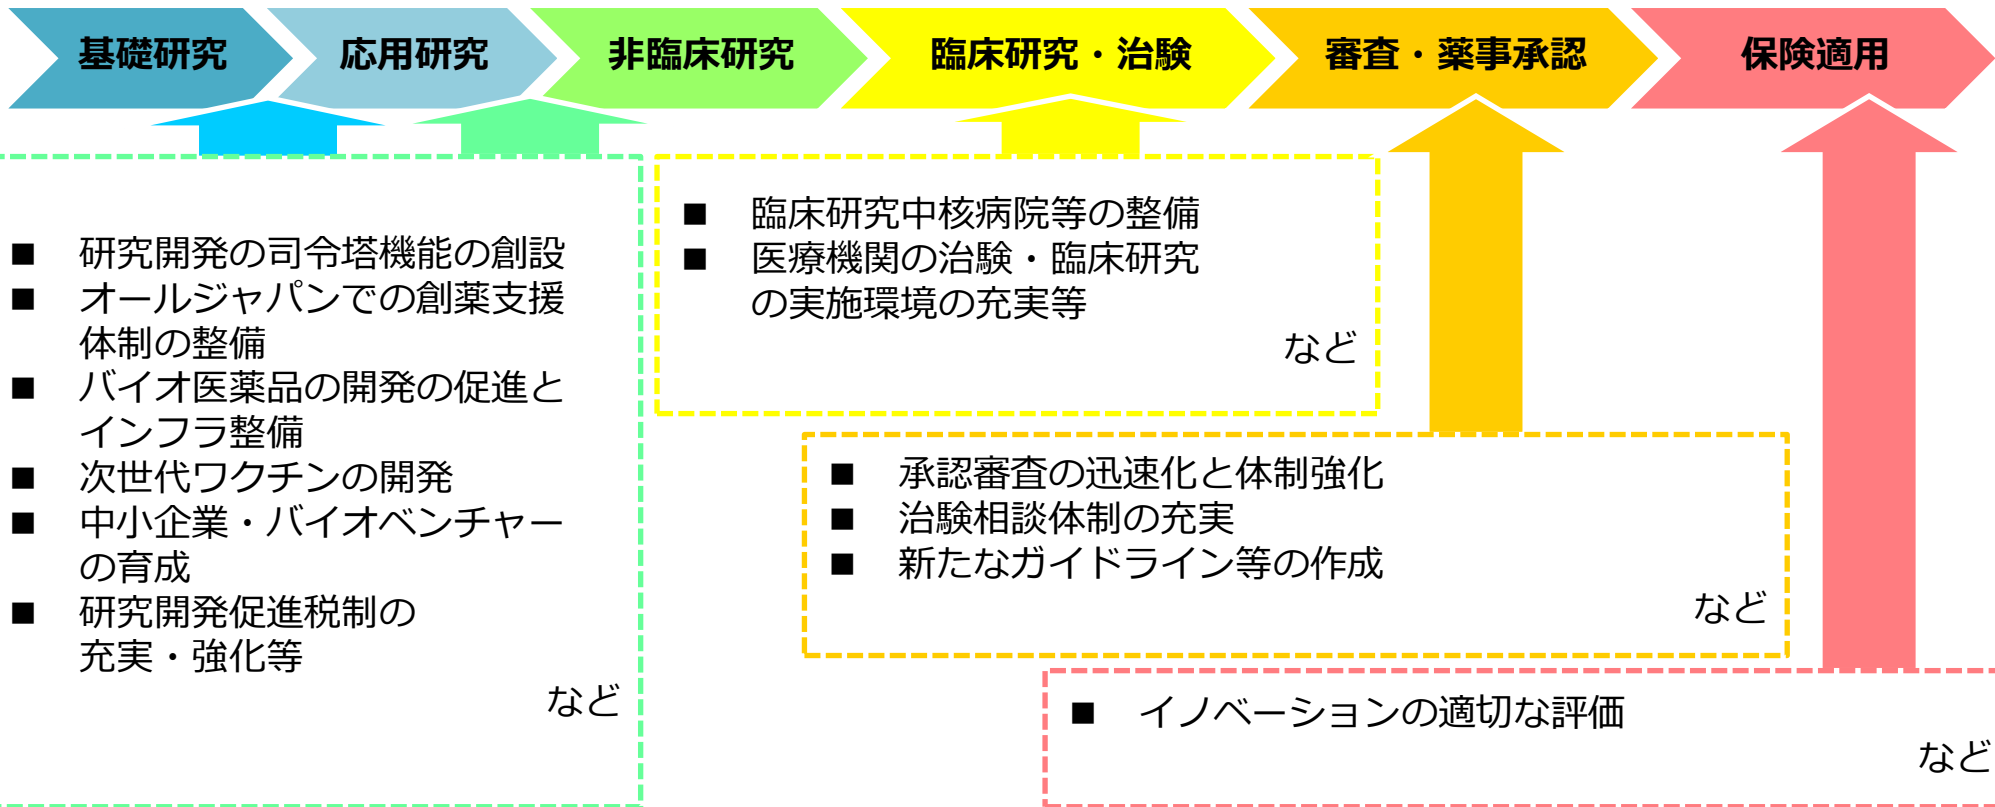 基礎研究
応用研究
非臨床研究
臨床研究・治験
審査・薬事承認
保険適用
■ 研究開発の司令塔機能の創設
■ オールジャパンでの創薬支援
体制の整備
■ バイオ医薬品の開発の促進と
インフラ整備
■ 次世代ワクチンの開発
■ 中小企業・バイオベンチャー
の育成
■ 研究開発促進税制の
充実・強化等
など
■ 臨床研究中核病院等の整備
■ 医療機関の治験・臨床研究
の実施環境の充実等
など
■ 承認審査の迅速化と体制強化
■ 治験相談体制の充実
■ 新たなガイドライン等の作成
など
■ イノベーションの適切な評価
など